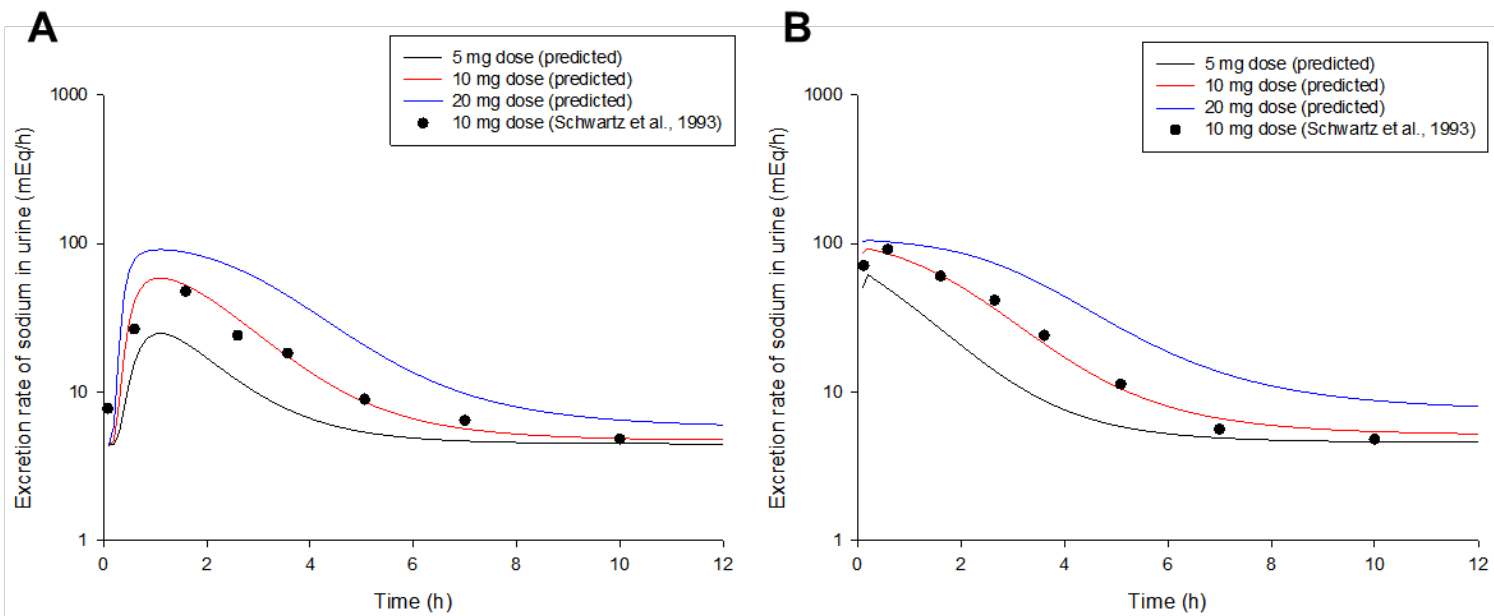 A
5 mg dose (predicted)
10 mg dose (predicted)
20 mg dose (predicted)
10 mg dose (Schwartz et al., 1993)
Excretion rate of sodium in urine (mEq/h)
1000
100
10
1
0 2 4 6 8 10 12
Time (h)
B
5 mg dose (predicted)
10 mg dose (predicted)
20 mg dose (predicted)
10 mg dose (Schwartz et al., 1993)
Excretion rate of sodium in urine (mEq/h)
1000
100
10
1
0 2 4 6 8 10 12
Time (h)